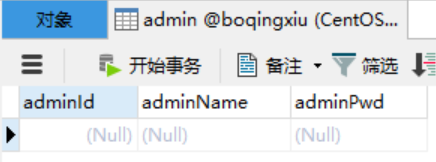 对象 admin @boqingxiu (CentOS...
开始事务 备注 筛选
adminId adminName adminPwd
(Null) (Null) (Null)